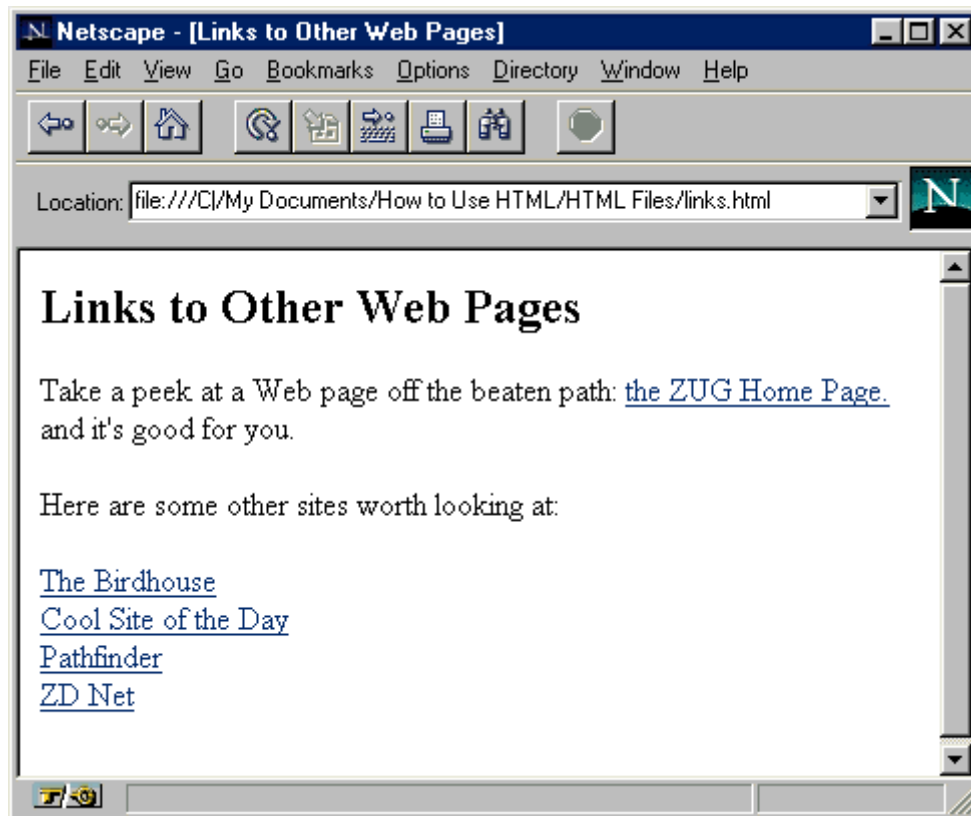 Netscape - [Links to Other Web Pages]
File Edit View Go Bookmarks Options Directory Window Help
Location: file:///C|/My Documents/How to Use HTML/HTML Files/links.html
N
Links to Other Web Pages
Take a peek at a Web page off the beaten path: the ZUG Home Page.
and it's good for you.
Here are some other sites worth looking at:
The Birdhouse
Cool Site of the Day
Pathfinder
ZD Net